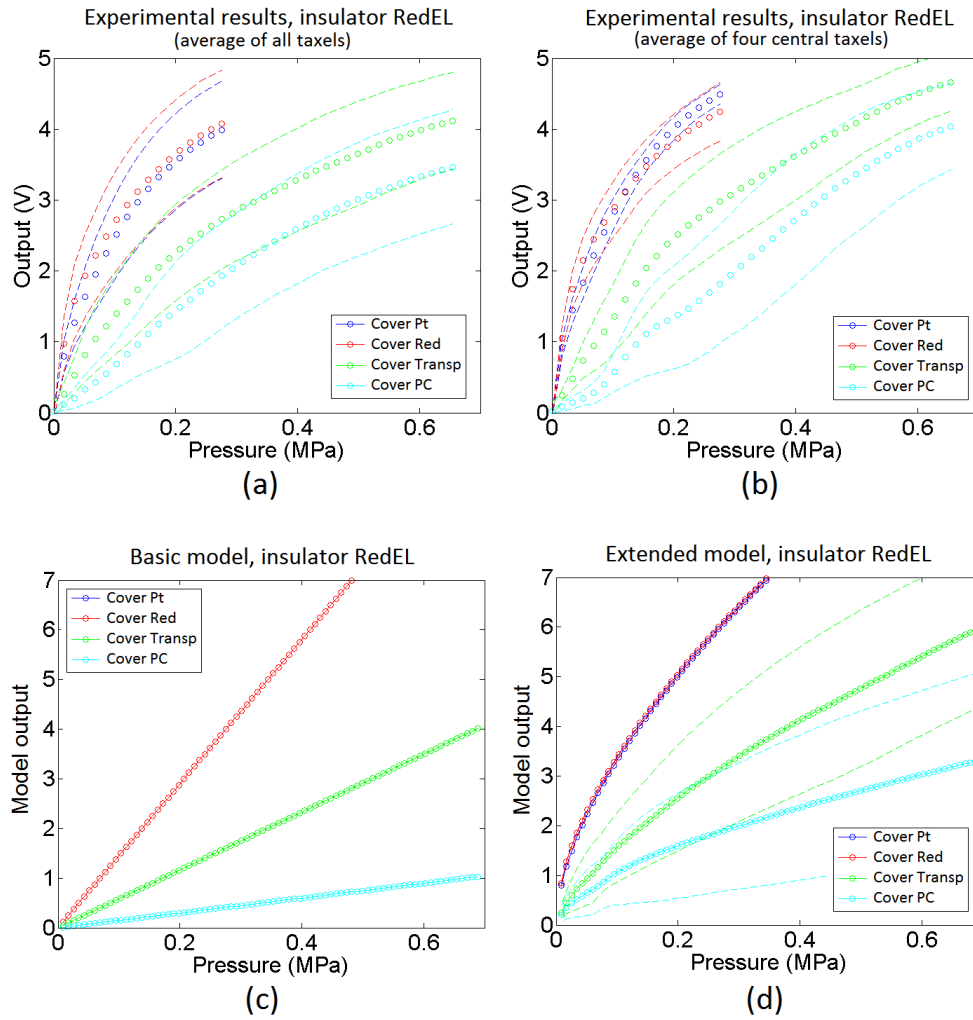 Experimental results, insulator RedEL
(average of all taxels)
5
4
3
2
1
0
Output (V)
0
0.2
0.4
0.6
Pressure (MPa)
Cover Pt
Cover Red
Cover Transp
Cover PC
(a)
Experimental results, insulator RedEL
(average of four central taxels)
5
4
3
2
1
0
Output (V)
0
0.2
0.4
0.6
Pressure (MPa)
Cover Pt
Cover Red
Cover Transp
Cover PC
(b)
Basic model, insulator RedEL
7
6
5
4
3
2
1
0
Model output
Cover Pt
Cover Red
Cover Transp
Cover PC
0
0.2
0.4
0.6
Pressure (MPa)
(c)
Extended model, insulator RedEL
7
6
5
4
3
2
1
0
Model output
Cover Pt
Cover Red
Cover Transp
Cover PC
0
0.2
0.4
0.6
Pressure (MPa)
(d)